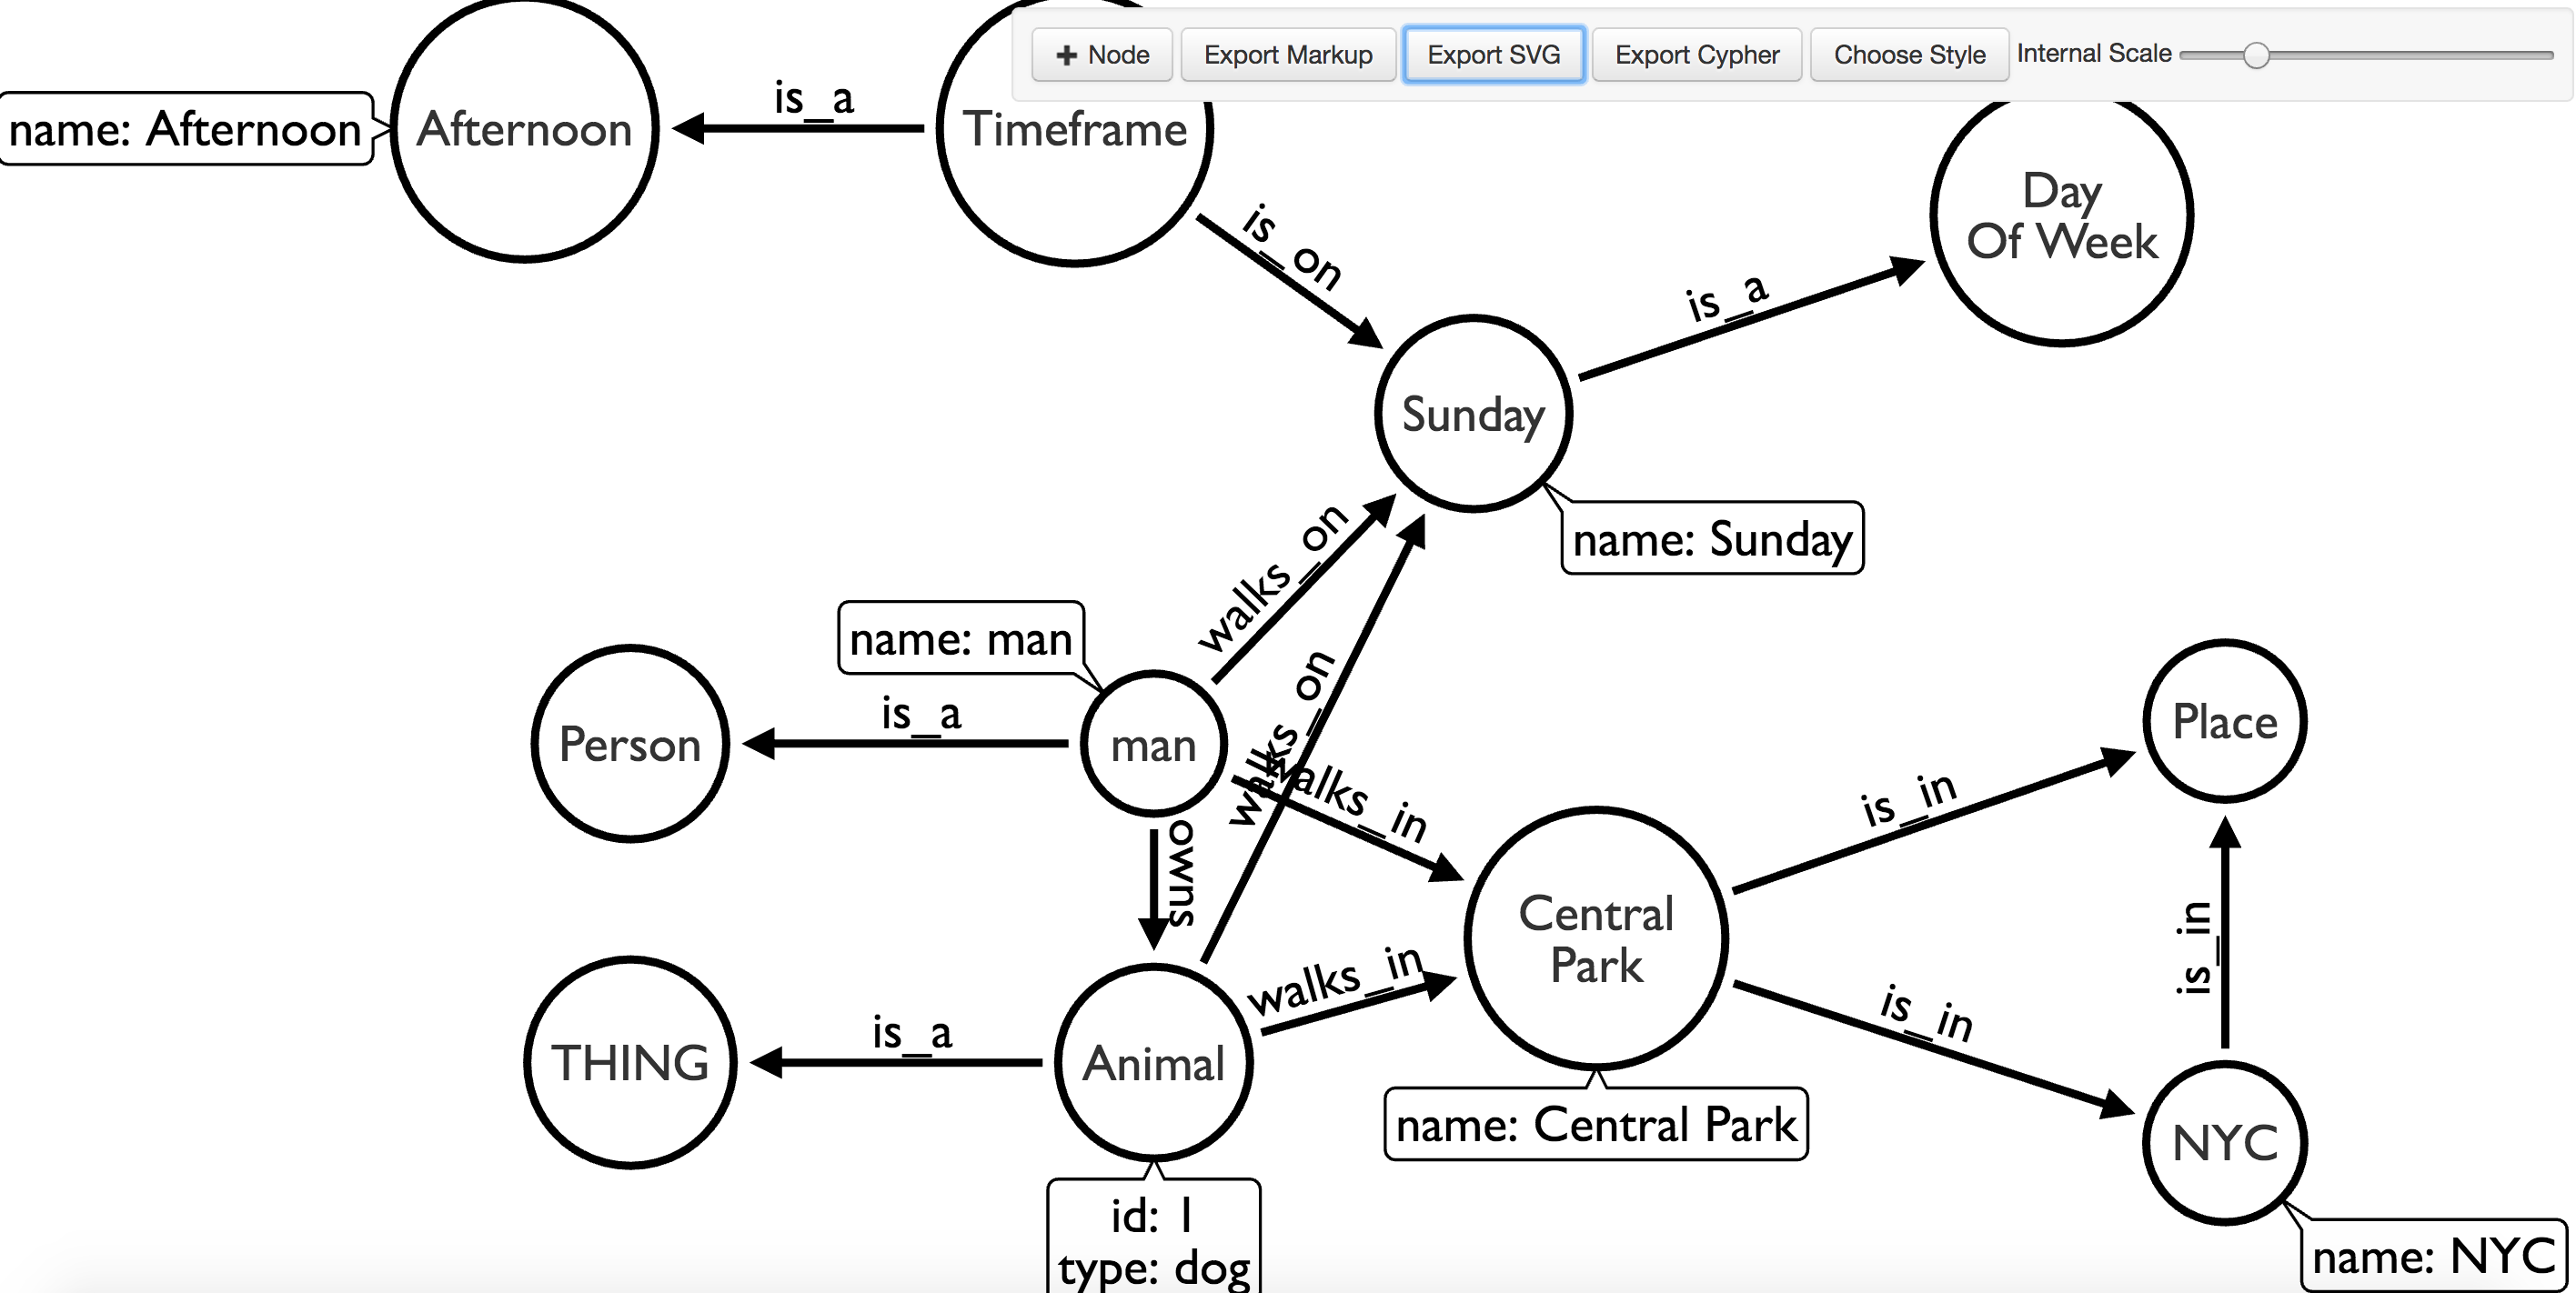 + Node
Export Markup
Export SVG
Export Cypher
Choose Style
Internal Scale
name: Afternoon
Afternoon
is_a
Timeframe
is_on
Day
Of Week
is_a
Sunday
name: Sunday
walks_on
name: man
Person
is_a
man
walks_on
walks_in
owns
Place
is_in
Central
Park
is_in
is_in
walks_in
THING
is_a
Animal
name: Central Park
NYC
id: 1
type: dog
name: NYC